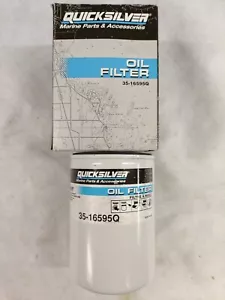 QUICKSILVER
Marine Parts & Accessories
OIL
FILTER
35-16595Q
QUICKSILVER
Marine Parts & Accessories
OIL FILTER
35-16595Q